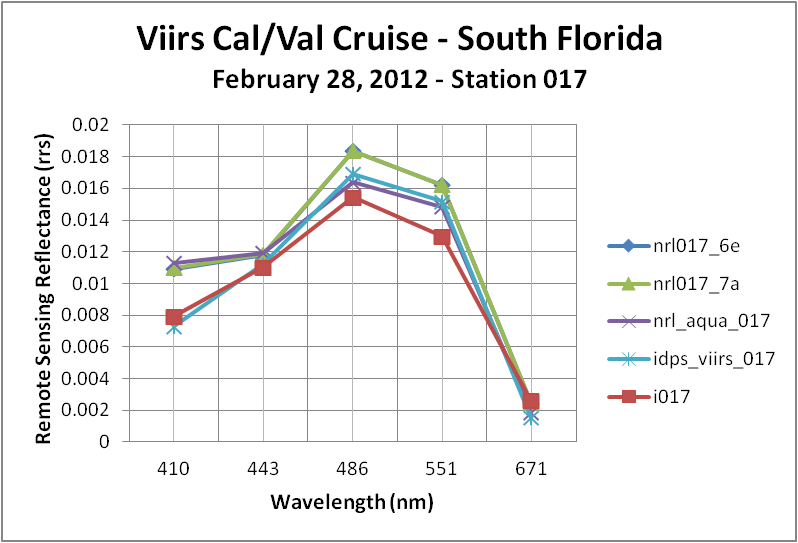 Viirs Cal/Val Cruise - South Florida
February 28, 2012 - Station 017
Remote Sensing Reflectance (rrs)
0.02
0.018
0.016
0.014
0.012
0.01
0.008
0.006
0.004
0.002
0
410 443 486 551 671
Wavelength (nm)
nrl017_6e
nrl017_7a
nrl_aqua_017
idps_viirs_017
i017